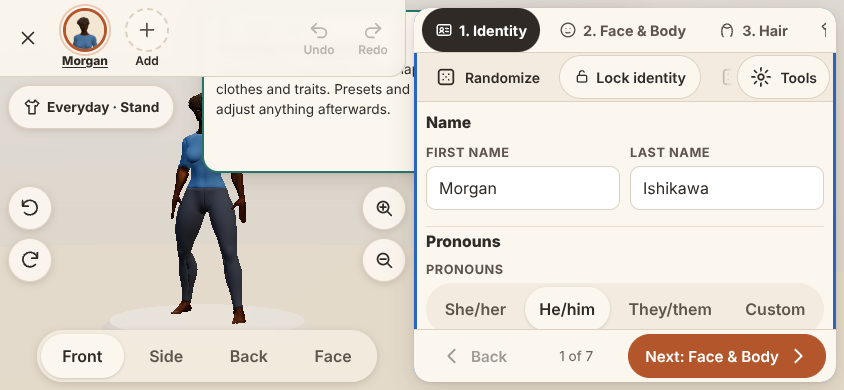 Morgan
Add
Undo
Redo
clothes and traits. Presets and
adjust anything afterwards.
Everyday · Stand
Front
Side
Back
Face
1. Identity
2. Face & Body
3. Hair
Randomize
Lock identity
Tools
Name
FIRST NAME
LAST NAME
Morgan
Ishikawa
Pronouns
PRONOUNS
She/her
He/him
They/them
Custom
Back
1 of 7
Next: Face & Body